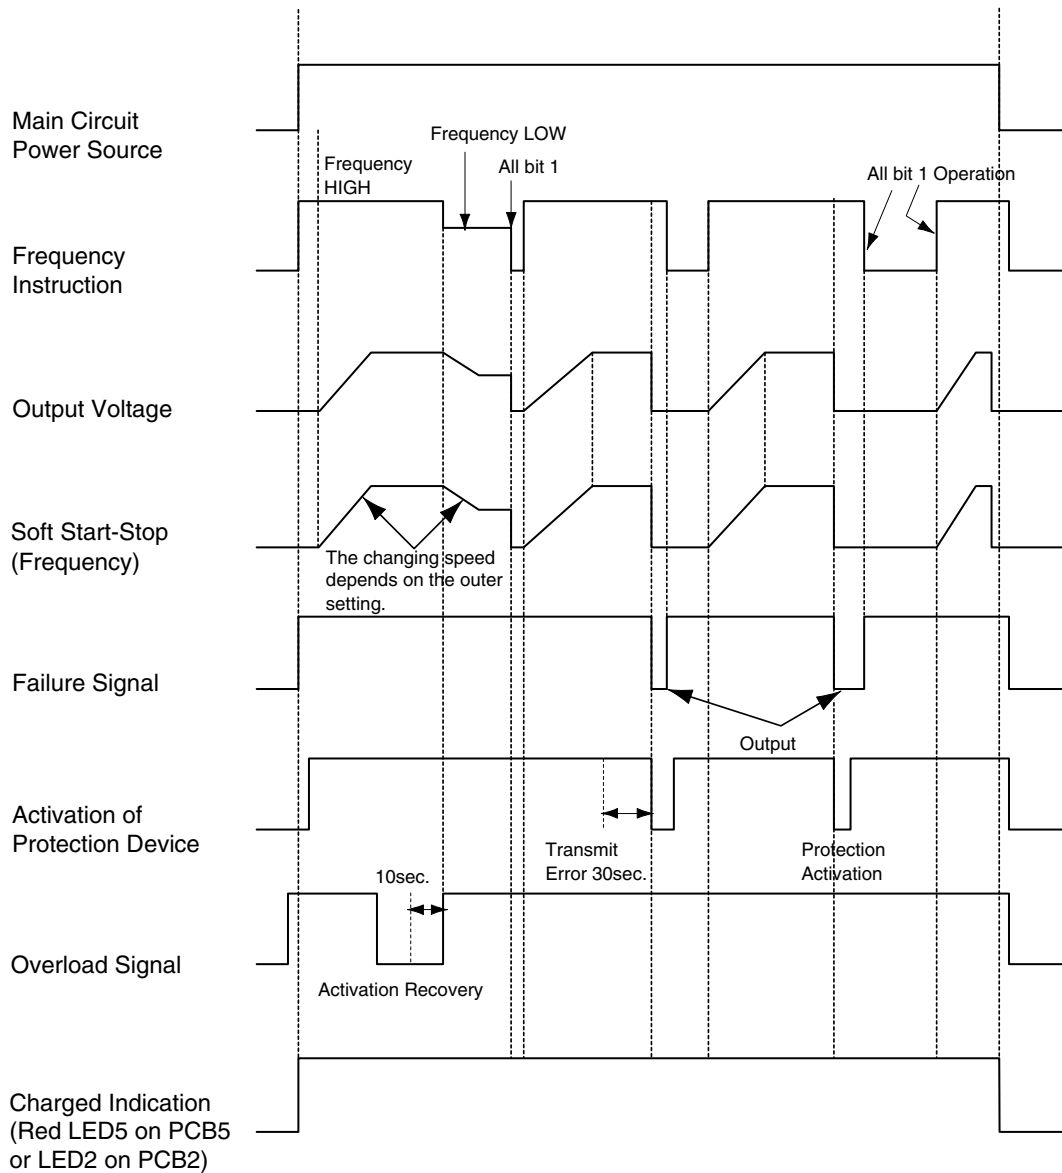 Main Circuit
Power Source
Frequency LOW
Frequency
HIGH
All bit 1
All bit 1 Operation
Frequency
Instruction
Output Voltage
Soft Start-Stop
(Frequency)
The changing speed
depends on the outer
setting.
Failure Signal
Output
Activation of
Protection Device
Transmit
Error 30sec.
Protection
Activation
10sec.
Overload Signal
Activation Recovery
Charged Indication
(Red LED5 on PCB5
or LED2 on PCB2)